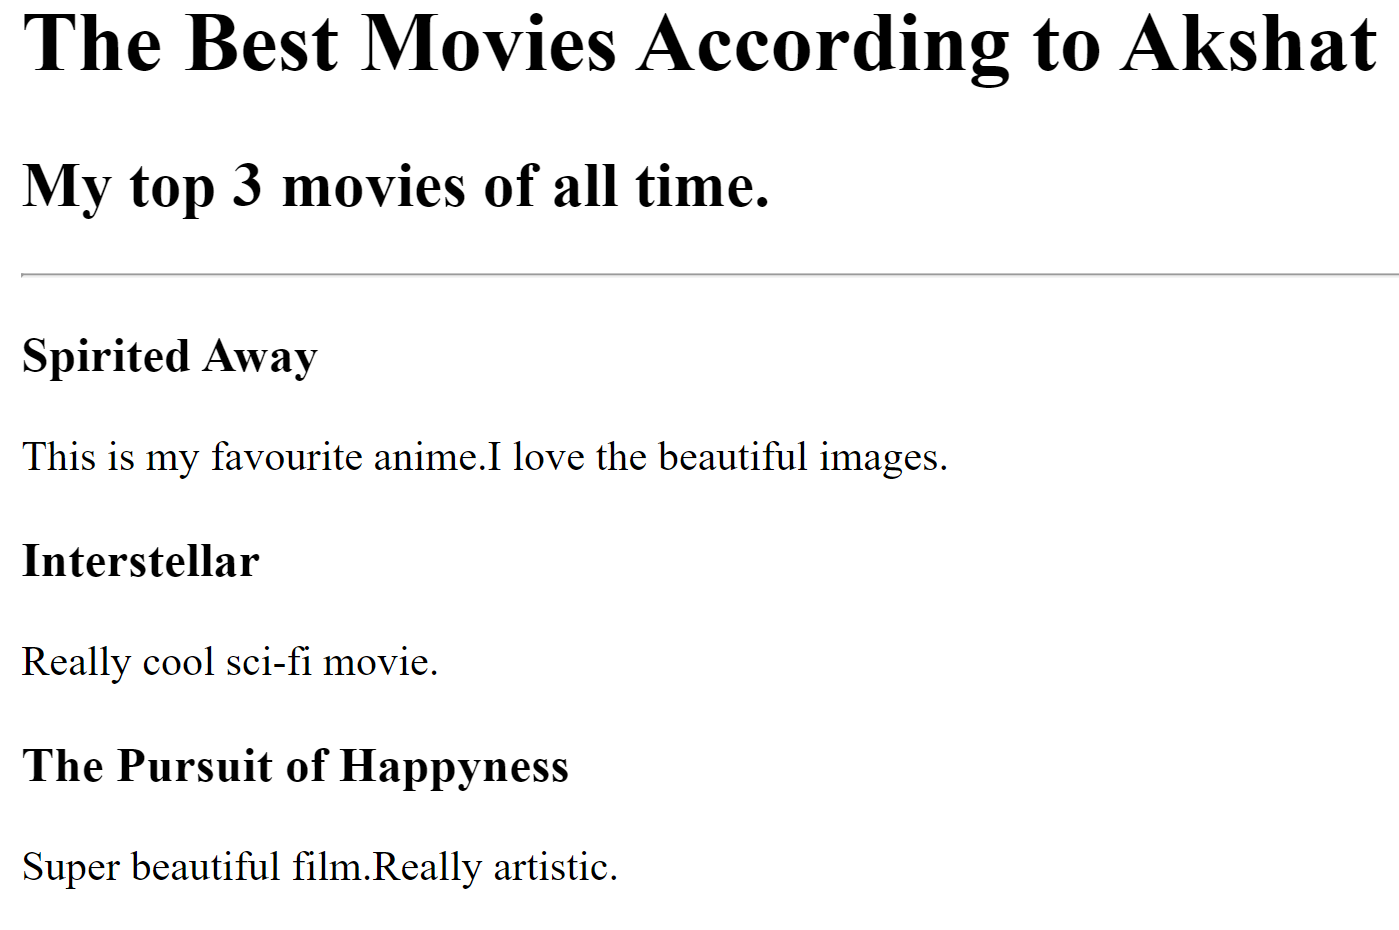 The Best Movies According to Akshat
My top 3 movies of all time.
Spirited Away
This is my favourite anime.I love the beautiful images.
Interstellar
Really cool sci-fi movie.
The Pursuit of Happyness
Super beautiful film.Really artistic.